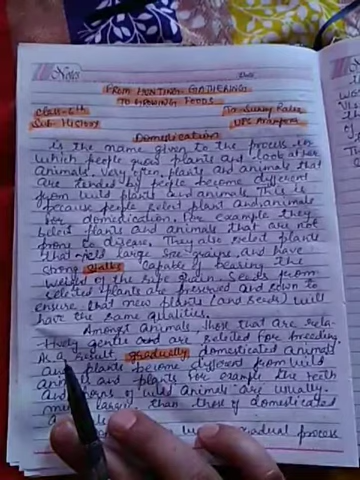 Notes
Date
FROM HUNTING GATHERING
TO GROWING FOODS
Class-6th
Sub-HISTORY
UPS
Domedication
is the name given to the process in
which people grow plants and look after
animals. Very often, plants and animals that
are tended by people become different
from wild plants and animals This is
because people select plant and animals
for domedication. For example they
select plants and animals that are not
prone to disease. They also select plants
that large size grains, and have
strong stalks capable of bearing the
weight of the ripe grains seeds from
selected plants are preserved and sown to
ensure that new plants (and seeds) will
have the same qualities.
Amongst animals those that are rela-
tively gentle and are selected for breeding.
As a result gradually domesticated animals
and plants become different from wild
animals and plants For example the teeth
and horns of wild animals are usually
much larger than those of domesticated
gradual process